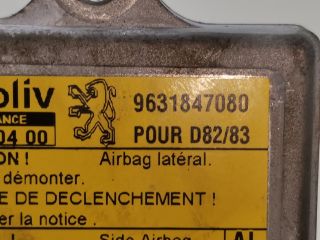 oliv
9631847080
ANCE
04 00
POUR D82/83
ON !
Airbag latéral.
démonter.
E DE DECLENCHEMENT !
er la notice .
Side Airbag
AL